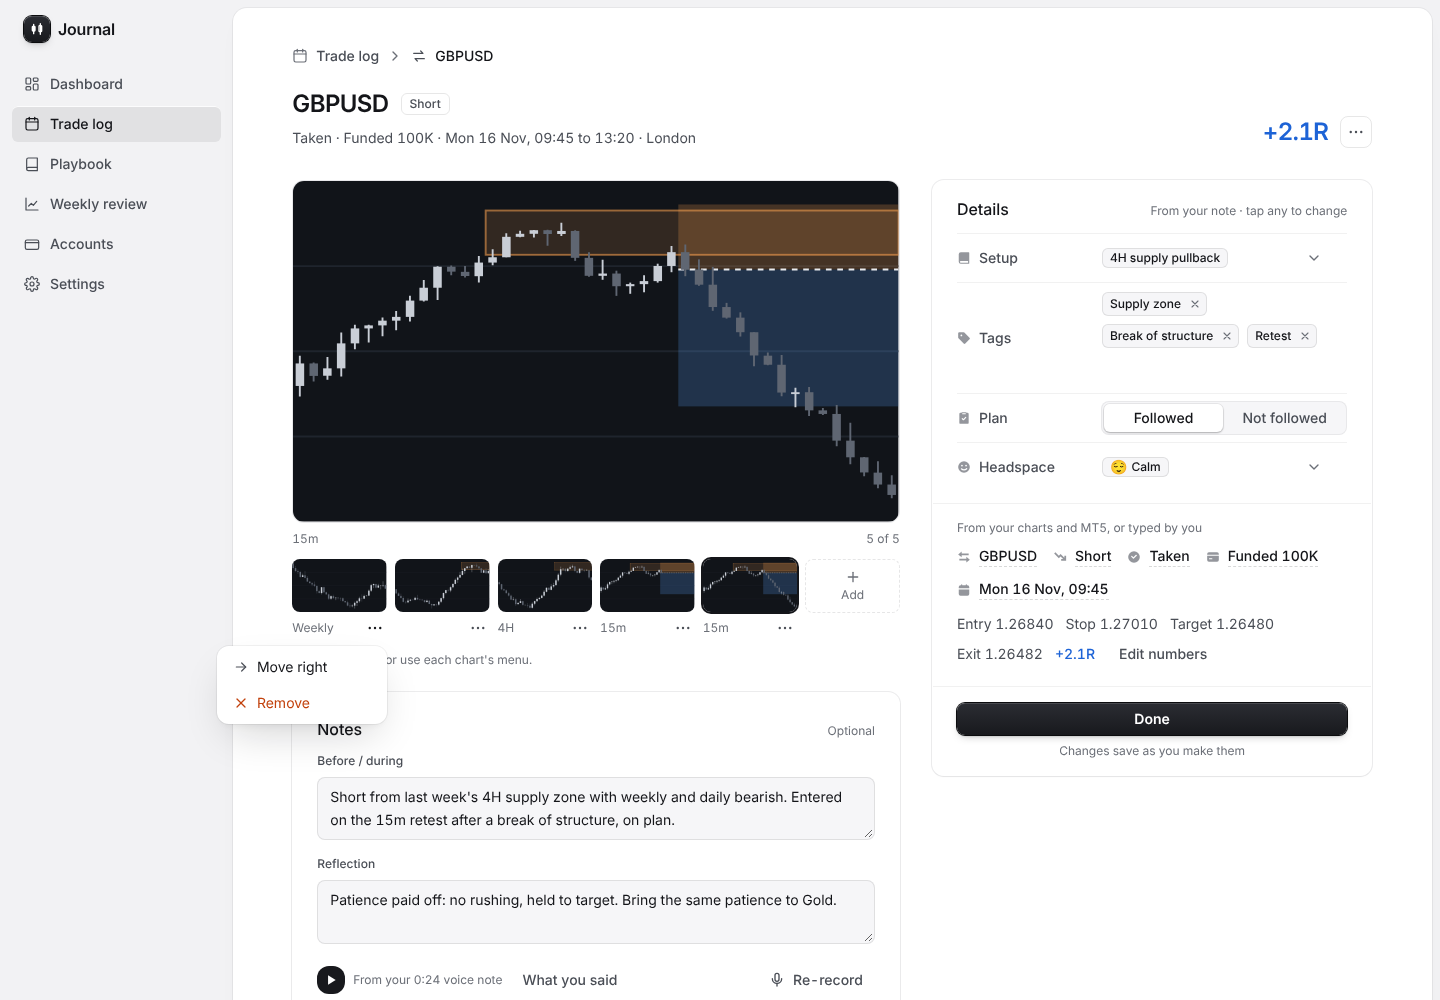 Journal
Dashboard
Trade log
Playbook
Weekly review
Accounts
Settings
Trade log > GBPUSD
GBPUSD Short
Taken · Funded 100K · Mon 16 Nov, 09:45 to 13:20 · London
+2.1R
15m 5 of 5
Add
Weekly 4H 15m 15m
or use each chart's menu.
Move right
Remove
Notes Optional
Before / during
Short from last week's 4H supply zone with weekly and daily bearish. Entered
on the 15m retest after a break of structure, on plan.
Reflection
Patience paid off: no rushing, held to target. Bring the same patience to Gold.
From your 0:24 voice note What you said Re-record
Details From your note · tap any to change
Setup 4H supply pullback
Tags Supply zone
Break of structure Retest
Plan Followed Not followed
Headspace 😌 Calm
From your charts and MT5, or typed by you
GBPUSD Short Taken Funded 100K
Mon 16 Nov, 09:45
Entry 1.26840 Stop 1.27010 Target 1.26480
Exit 1.26482 +2.1R Edit numbers
Done
Changes save as you make them